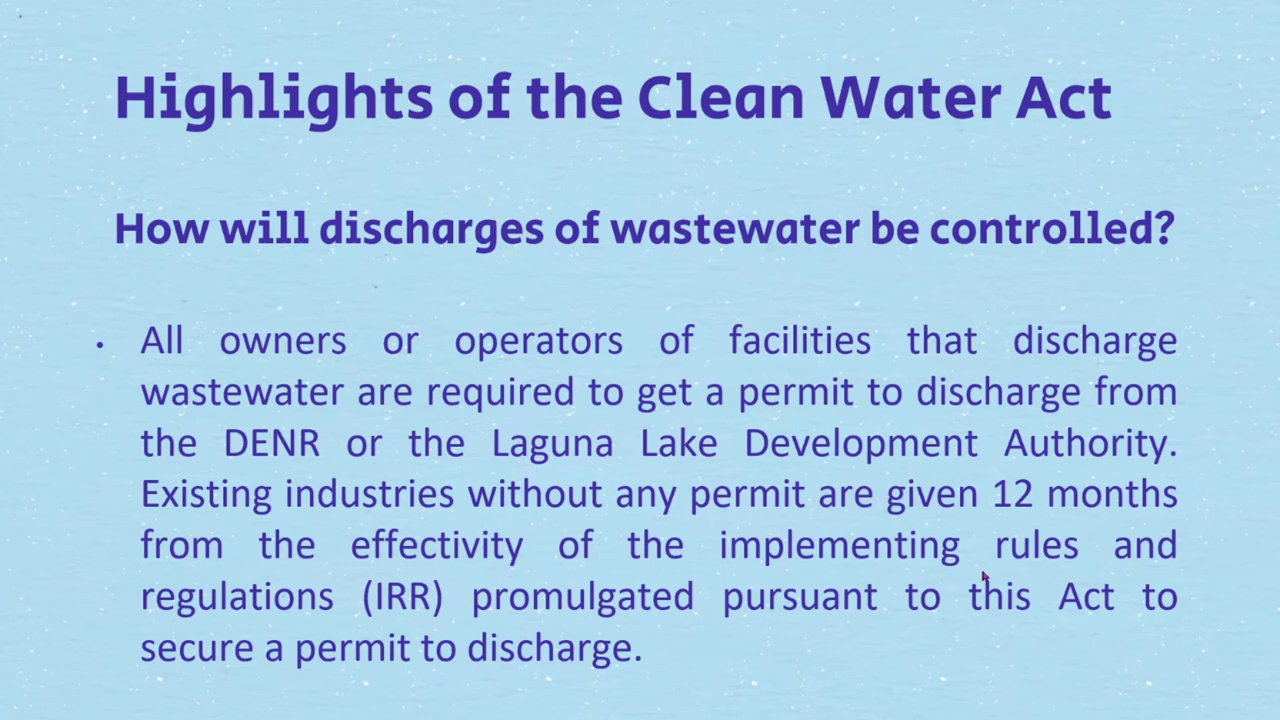 Highlights of the Clean Water Act
How will discharges of wastewater be controlled?
• All owners or operators of facilities that discharge
wastewater are required to get a permit to discharge from
the DENR or the Laguna Lake Development Authority.
Existing industries without any permit are given 12 months
from the effectivity of the implementing rules and
regulations (IRR) promulgated pursuant to this Act to
secure a permit to discharge.